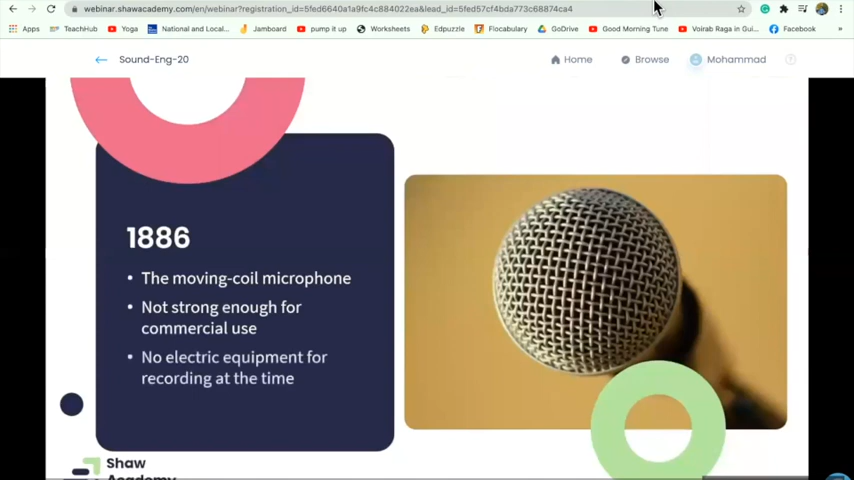 webinar.shawacademy.com/en/webinar?registration_id=5fed6640a1a9fc4c884022ea&lead_id=5fed57cf4bda773c68874ca4
Apps TeachHub Yoga National and Local... Jamboard pump it up Worksheets Edpuzzle Flocabulary GoDrive Good Morning Tune Voirab Raga in Gui... Facebook »
Sound-Eng-20 Home Browse Mohammad ?
1886
• The moving-coil microphone
• Not strong enough for
commercial use
• No electric equipment for
recording at the time
Shaw
Academy